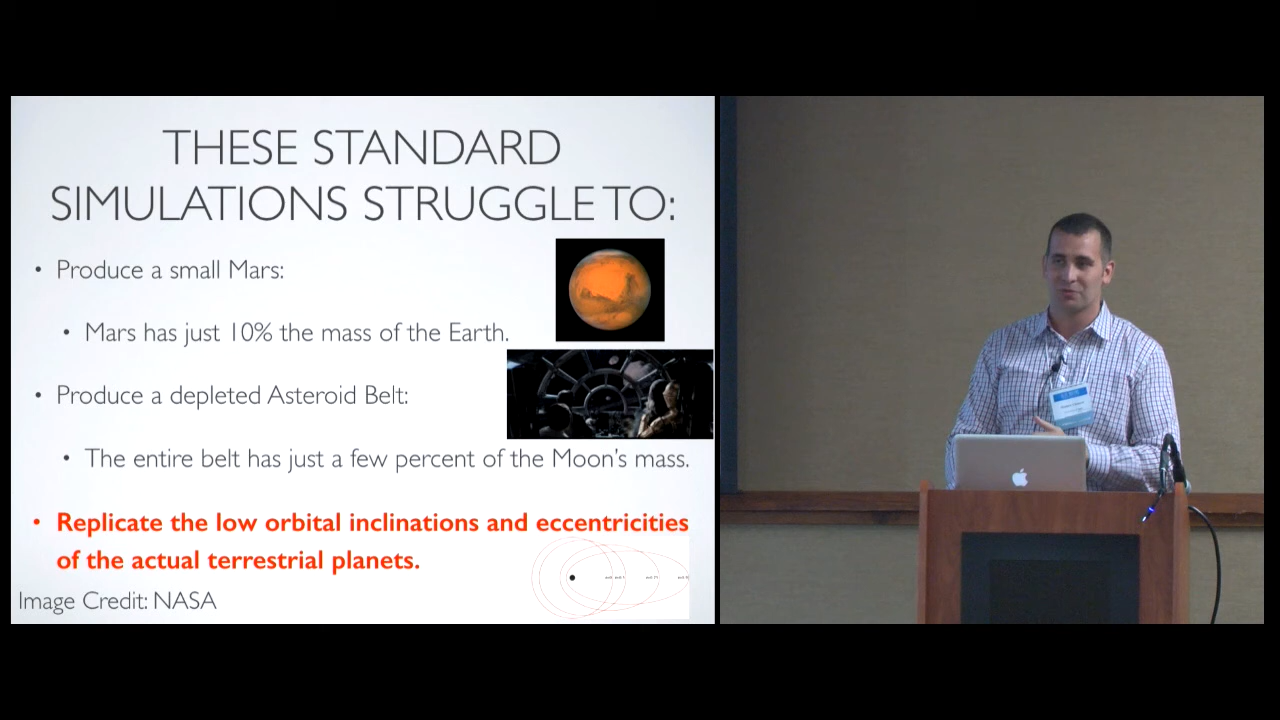 THESE STANDARD
SIMULATIONS STRUGGLE TO:
• Produce a small Mars:
• Mars has just 10% the mass of the Earth.
• Produce a depleted Asteroid Belt:
• The entire belt has just a few percent of the Moon's mass.
• Replicate the low orbital inclinations and eccentricities
of the actual terrestrial planets.
Image Credit: NASA